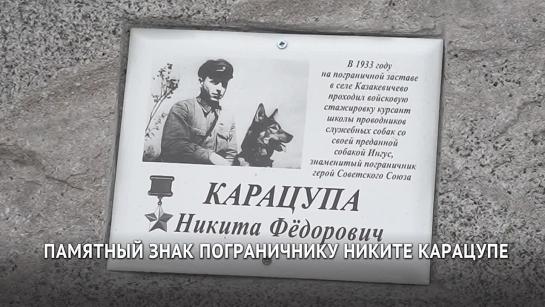 В 1933 году
на пограничной заставе
в селе Казакевичево
проходил войсковую
стажировку курсант
школы проводников
служебных собак со
своей преданной
собакой Ингус,
знаменитый пограничник
герой Советского Союза
КАРАЦУПА
Никита Фёдорович
ПАМЯТНЫЙ ЗНАК ПОГРАНИЧНИКУ НИКИТЕ КАРАЦУПЕ